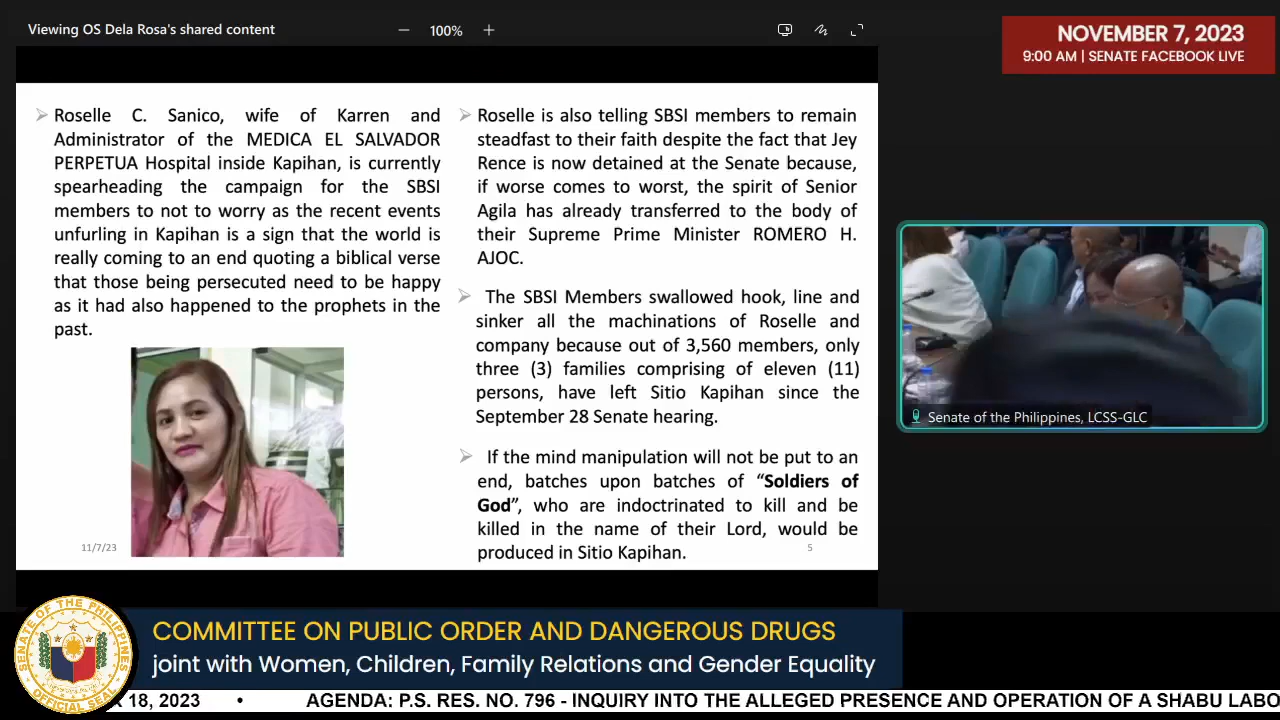 Viewing OS Dela Rosa's shared content
100%
NOVEMBER 7, 2023
9:00 AM | SENATE FACEBOOK LIVE
Roselle C. Sanico, wife of Karren and
Administrator of the MEDICA EL SALVADOR
PERPETUA Hospital inside Kapihan, is currently
spearheading the campaign for the SBSI
members to not to worry as the recent events
unfurling in Kapihan is a sign that the world is
really coming to an end quoting a biblical verse
that those being persecuted need to be happy
as it had also happened to the prophets in the
past.
11/7/23
Roselle is also telling SBSI members to remain
steadfast to their faith despite the fact that Jey
Rence is now detained at the Senate because,
if worse comes to worst, the spirit of Senior
Agila has already transferred to the body of
their Supreme Prime Minister ROMERO H.
AJOC.
The SBSI Members swallowed hook, line and
sinker all the machinations of Roselle and
company because out of 3,560 members, only
three (3) families comprising of eleven (11)
persons, have left Sitio Kapihan since the
September 28 Senate hearing.
If the mind manipulation will not be put to an
end, batches upon batches of “Soldiers of
God”, who are indoctrinated to kill and be
killed in the name of their Lord, would be
produced in Sitio Kapihan.
5
Senate of the Philippines, LCSS-GLC
SENATE OF THE PHILIPPINES
OFFICIAL SEAL
COMMITTEE ON PUBLIC ORDER AND DANGEROUS DRUGS
joint with Women, Children, Family Relations and Gender Equality
18, 2023 • AGENDA: P.S. RES. NO. 796 - INQUIRY INTO THE ALLEGED PRESENCE AND OPERATION OF A SHABU LABO